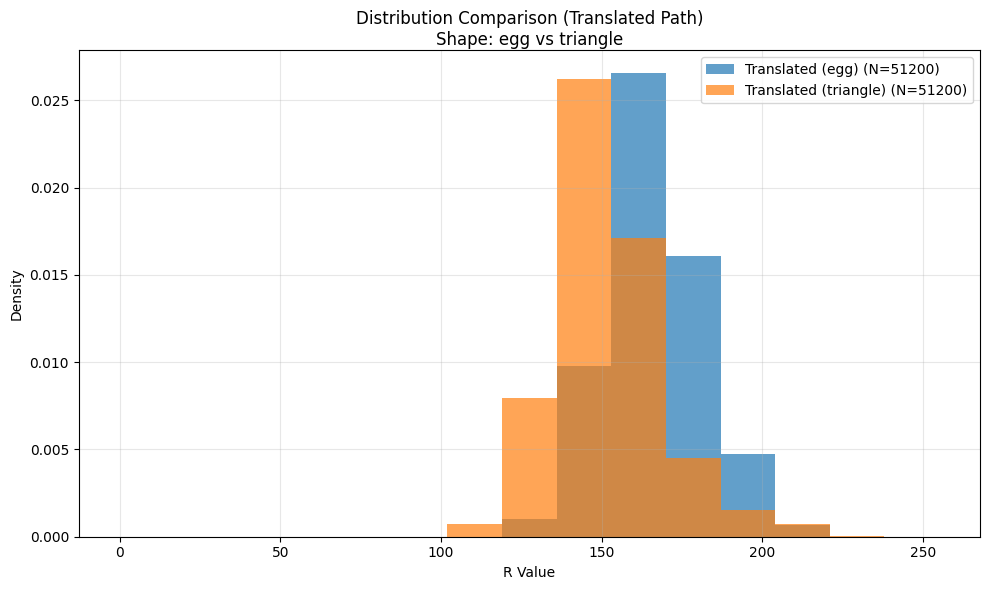 Distribution Comparison (Translated Path)
Shape: egg vs triangle
Translated (egg) (N=51200)
Translated (triangle) (N=51200)
0.025
0.020
0.015
0.010
0.005
0.000
Density
0 50 100 150 200 250
R Value